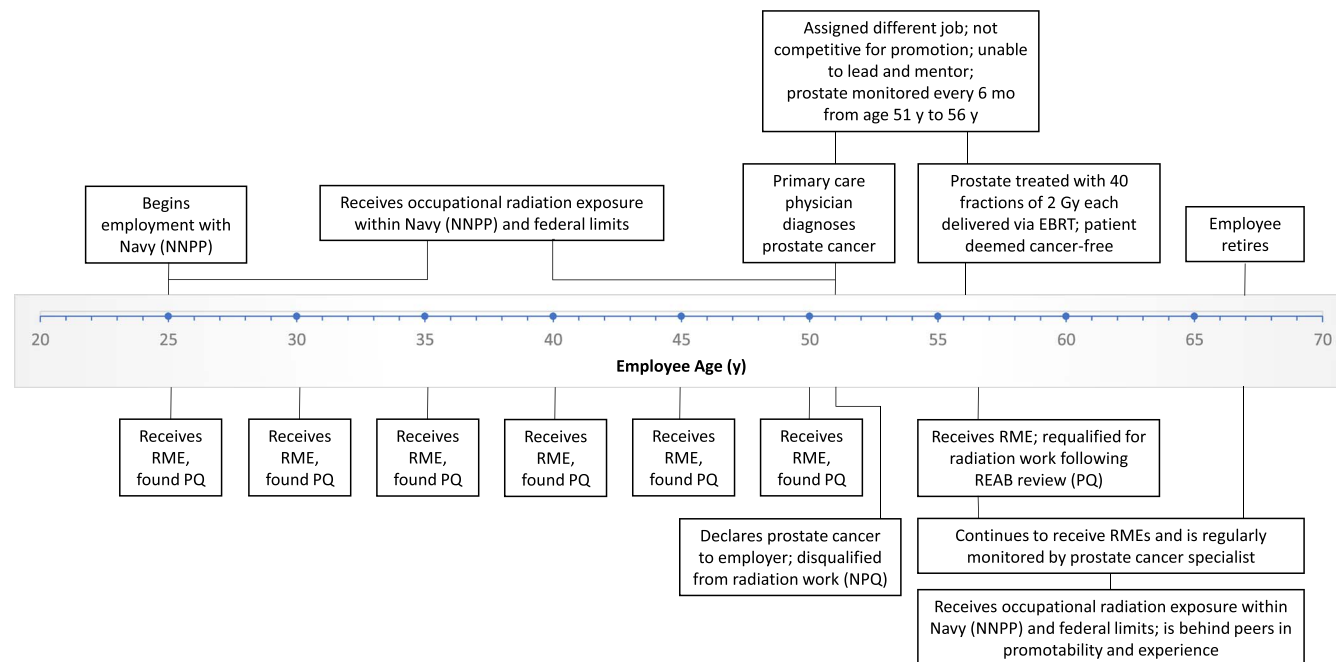 Assigned different job; not
competitive for promotion; unable
to lead and mentor;
prostate monitored every 6 mo
from age 51 y to 56 y
Begins
employment with
Navy (NNPP)
Receives occupational radiation exposure
within Navy (NNPP) and federal limits
Primary care
physician
diagnoses
prostate cancer
Prostate treated with 40
fractions of 2 Gy each
delivered via EBRT; patient
deemed cancer-free
Employee
retires
20 25 30 35 40 45 50 55 60 65 70
Employee Age (y)
Receives
RME,
found PQ
Receives
RME,
found PQ
Receives
RME,
found PQ
Receives
RME,
found PQ
Receives
RME,
found PQ
Receives
RME,
found PQ
Receives RME; requalified for
radiation work following
REAB review (PQ)
Declares prostate cancer
to employer; disqualified
from radiation work (NPQ)
Continues to receive RMEs and is regularly
monitored by prostate cancer specialist
Receives occupational radiation exposure within
Navy (NNPP) and federal limits; is behind peers in
promotability and experience